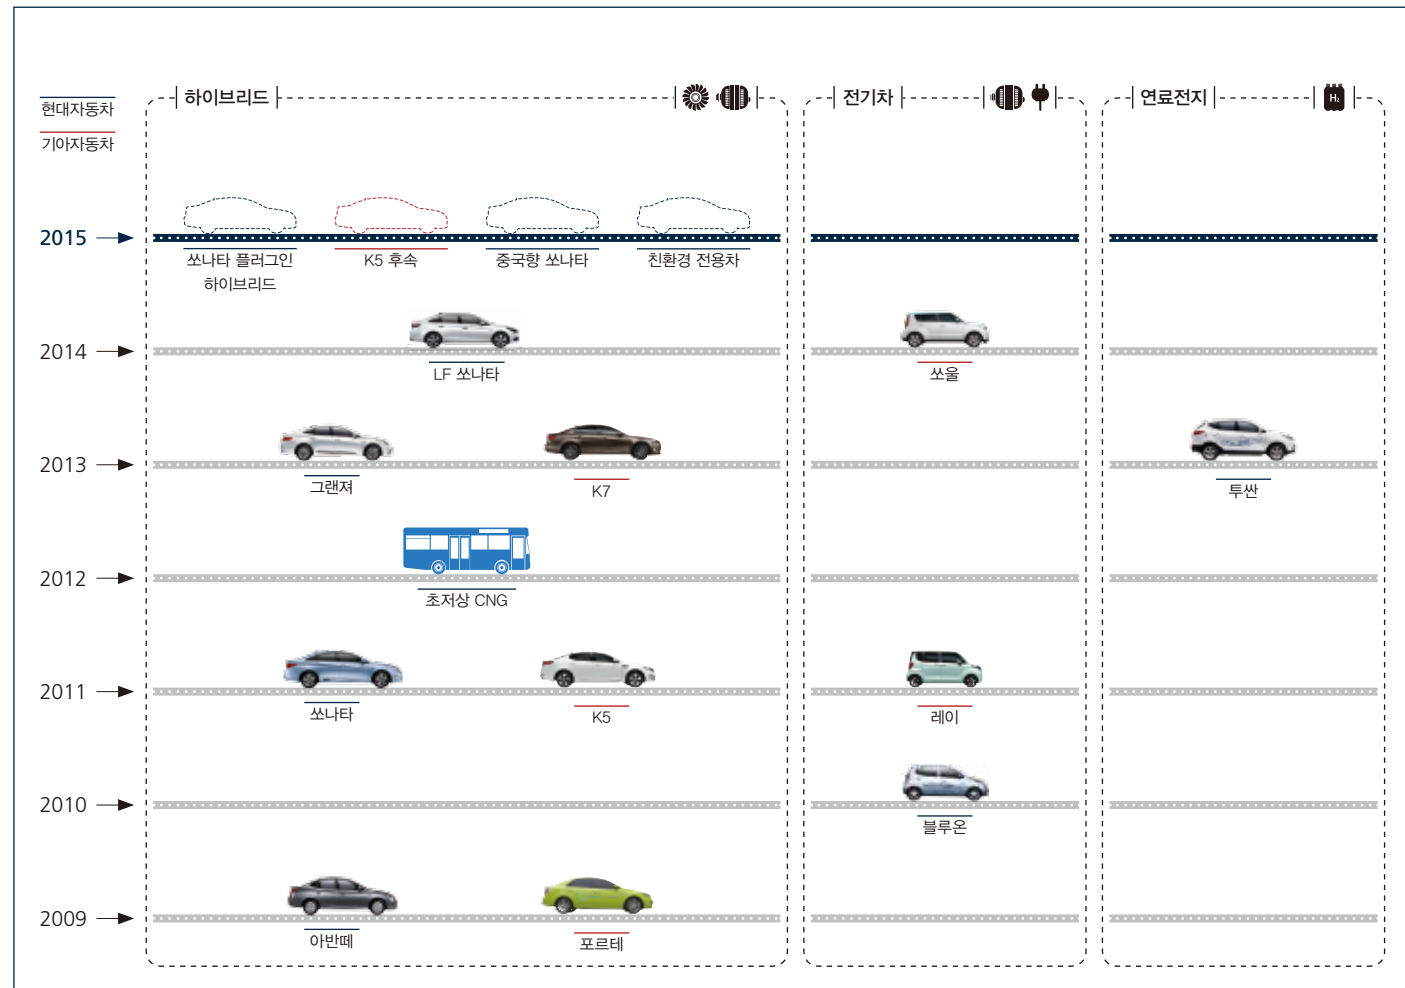 현대자동차
기아자동차
하이브리드
전기차
연료전지
H₂
2015
쏘나타 플러그인
하이브리드
K5 후속
중국향 쏘나타
친환경 전용차
2014
LF 쏘나타
쏘울
2013
그랜져
K7
투싼
2012
초저상 CNG
2011
쏘나타
K5
레이
2010
블루온
2009
아반떼
포르테